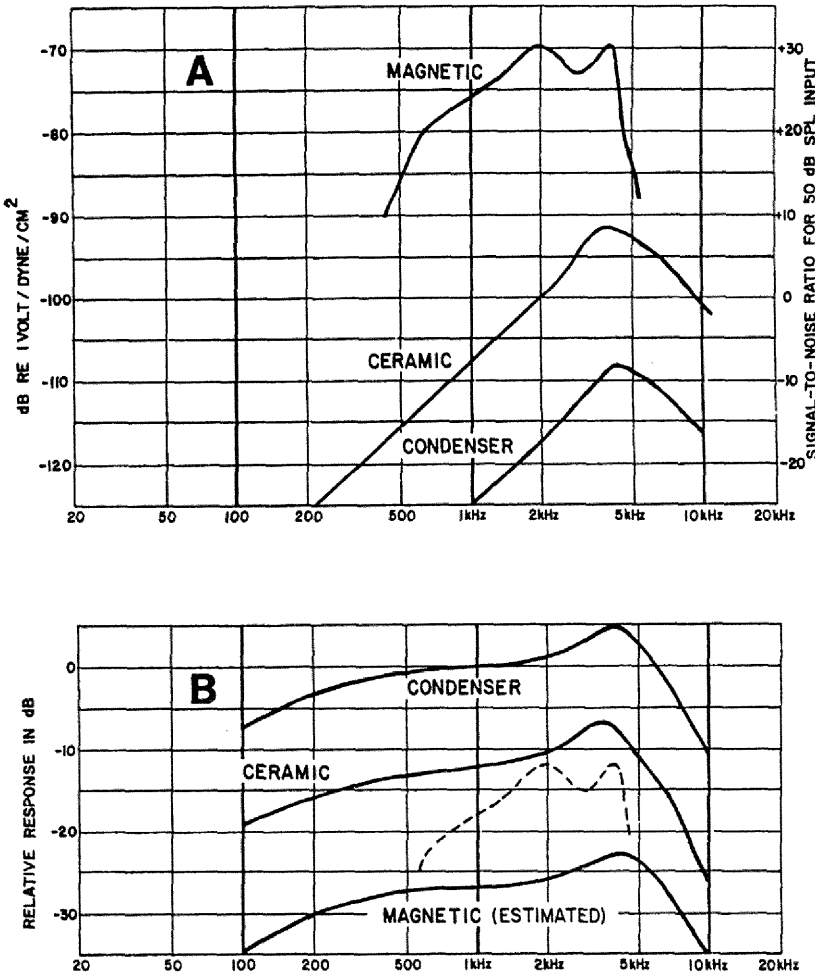 A
-70
-80
-90
-100
-110
-120
dB RE 1 VOLT / DYNE / CM2
+30
+20
+10
0
-10
-20
SIGNAL-TO-NOISE RATIO FOR 50 dB SPL INPUT
MAGNETIC
CERAMIC
CONDENSER
20 50 100 200 500 1kHz 2kHz 5kHz 10kHz 20kHz
B
0
-10
-20
-30
RELATIVE RESPONSE IN dB
CONDENSER
CERAMIC
MAGNETIC (ESTIMATED)
20 50 100 200 500 1kHz 2kHz 5kHz 10kHz 20kHz